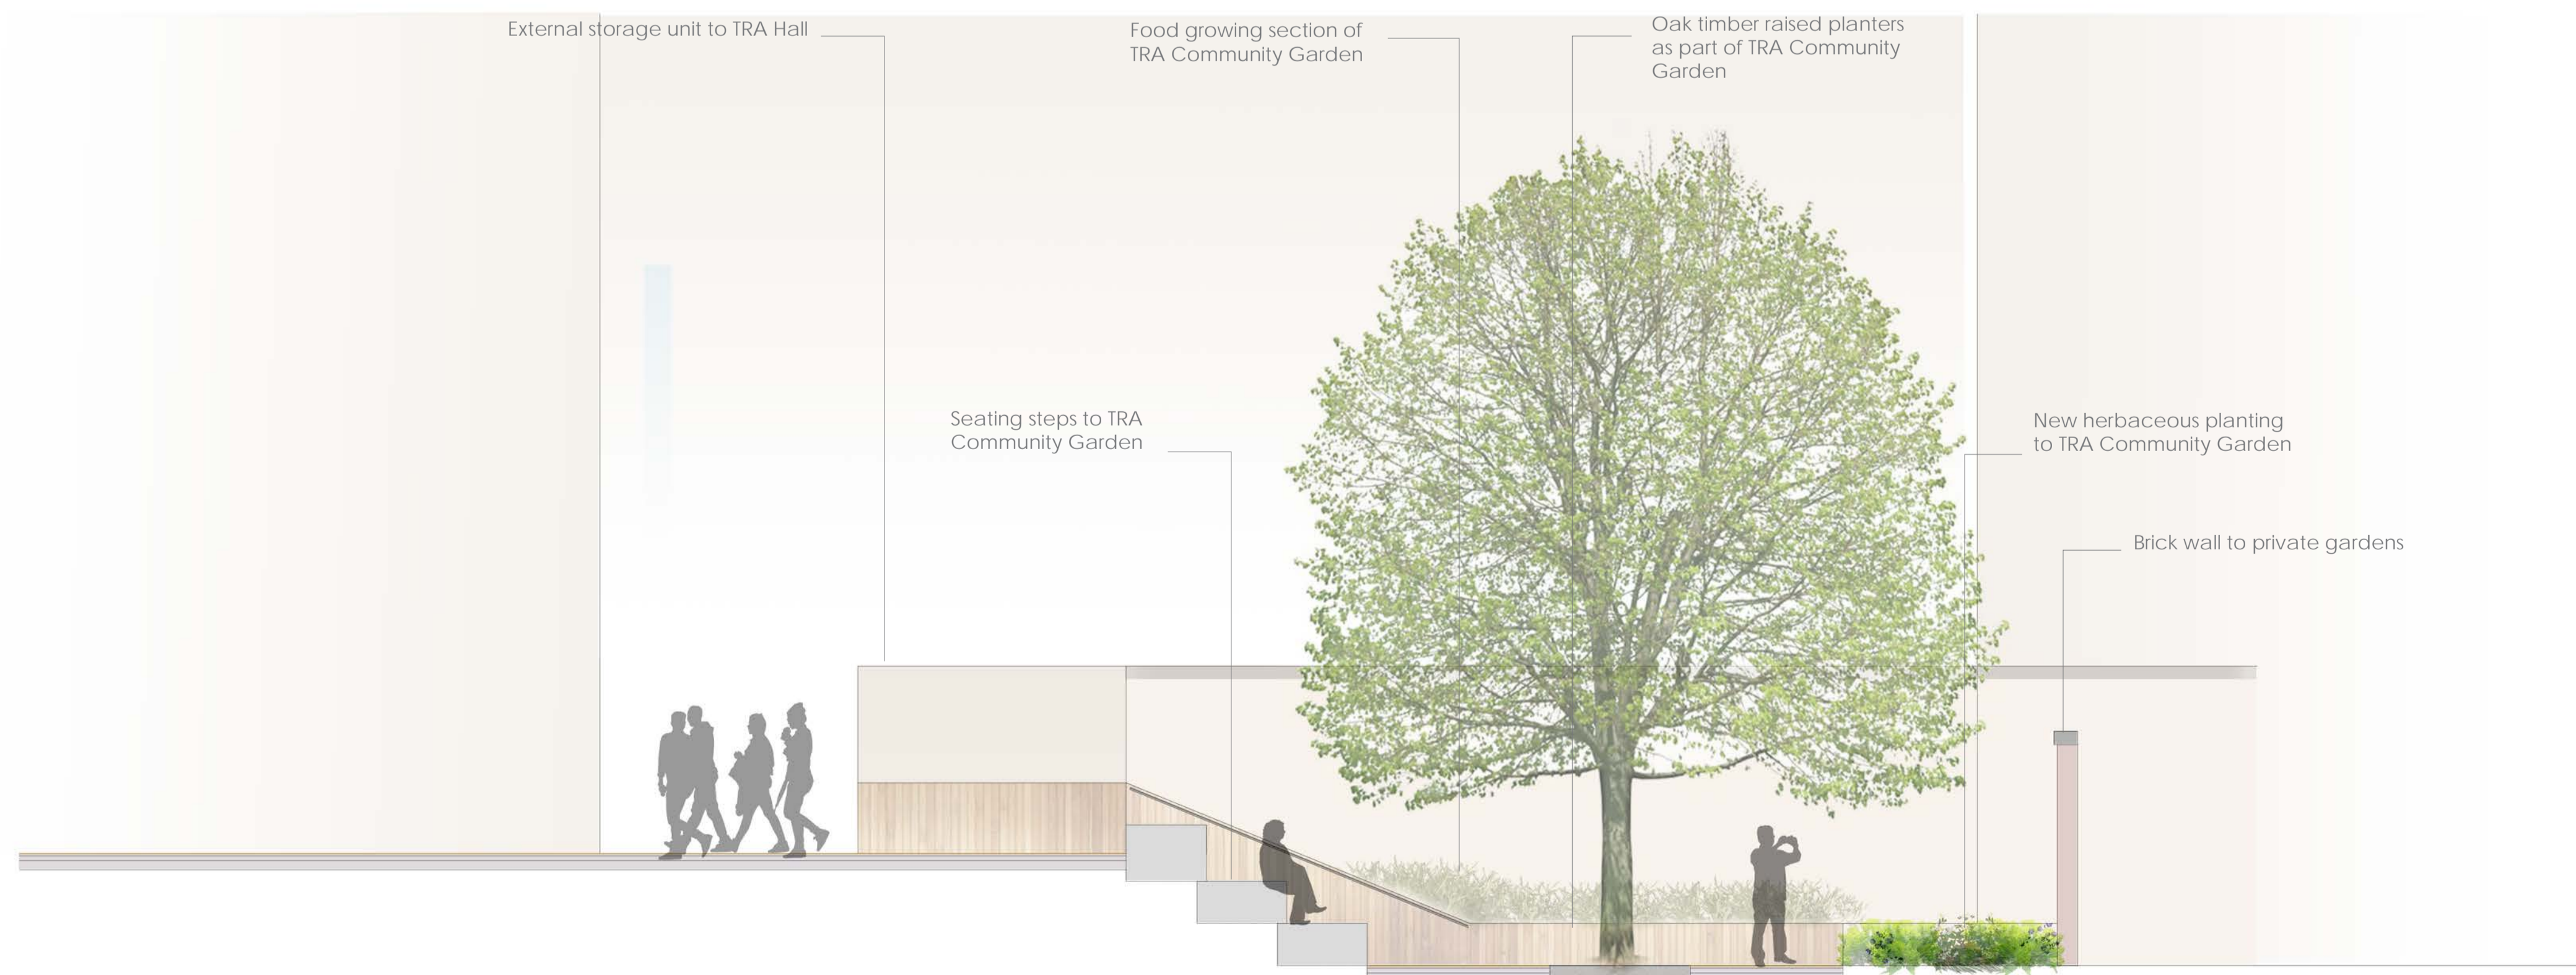 External storage unit to TRA Hall
Food growing section of
TRA Community Garden
Oak timber raised planters
as part of TRA Community
Garden
Seating steps to TRA
Community Garden
New herbaceous planting
to TRA Community Garden
Brick wall to private gardens